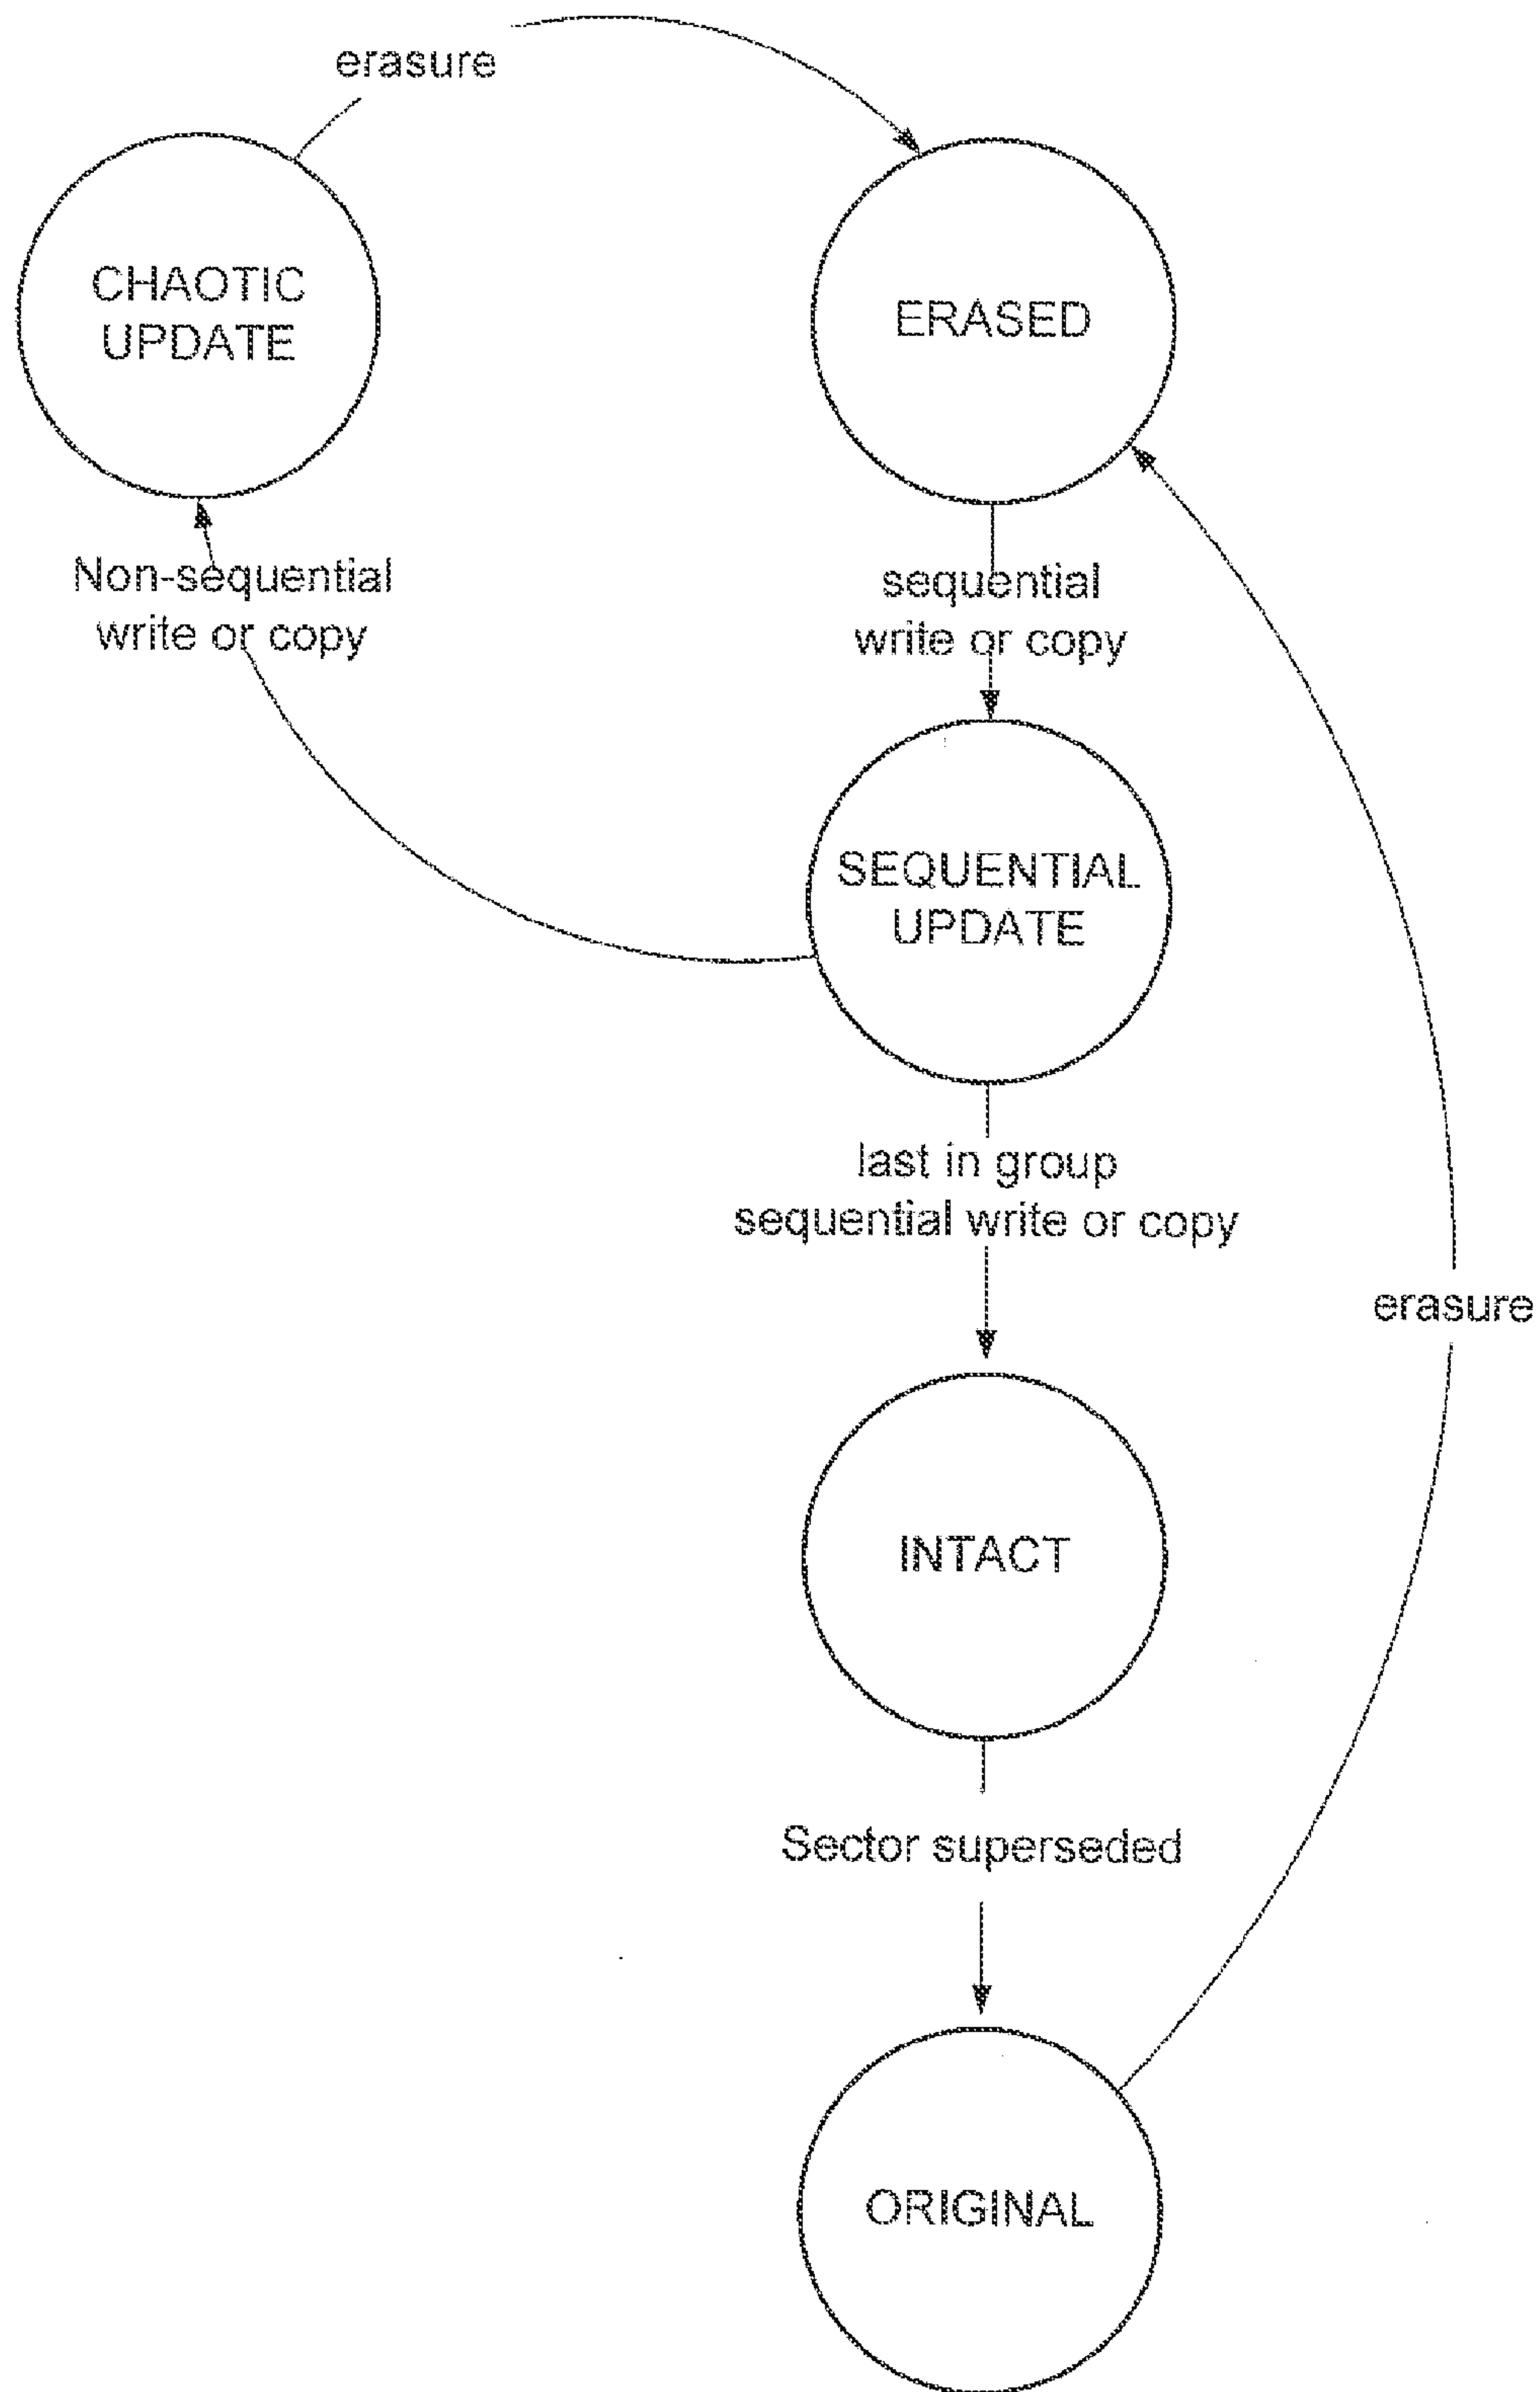 erasure
CHAOTIC
UPDATE
ERASED
Non-sequential
write or copy
sequential
write or copy
SEQUENTIAL
UPDATE
last in group
sequential write or copy
erasure
INTACT
Sector superseded
ORIGINAL